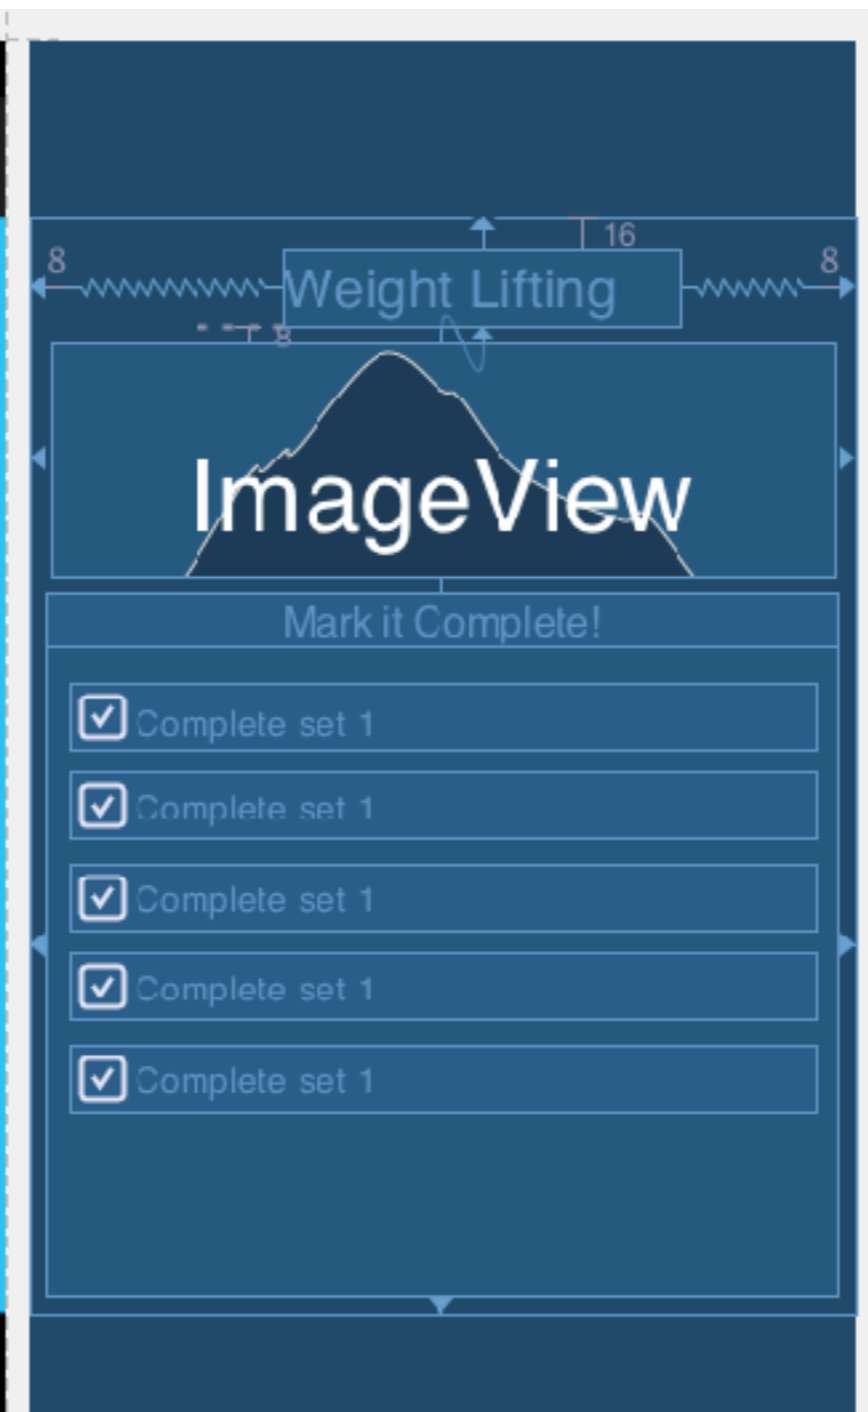 16
8
8
Weight Lifting
8
ImageView
Mark it Complete!
Complete set 1
Complete set 1
Complete set 1
Complete set 1
Complete set 1